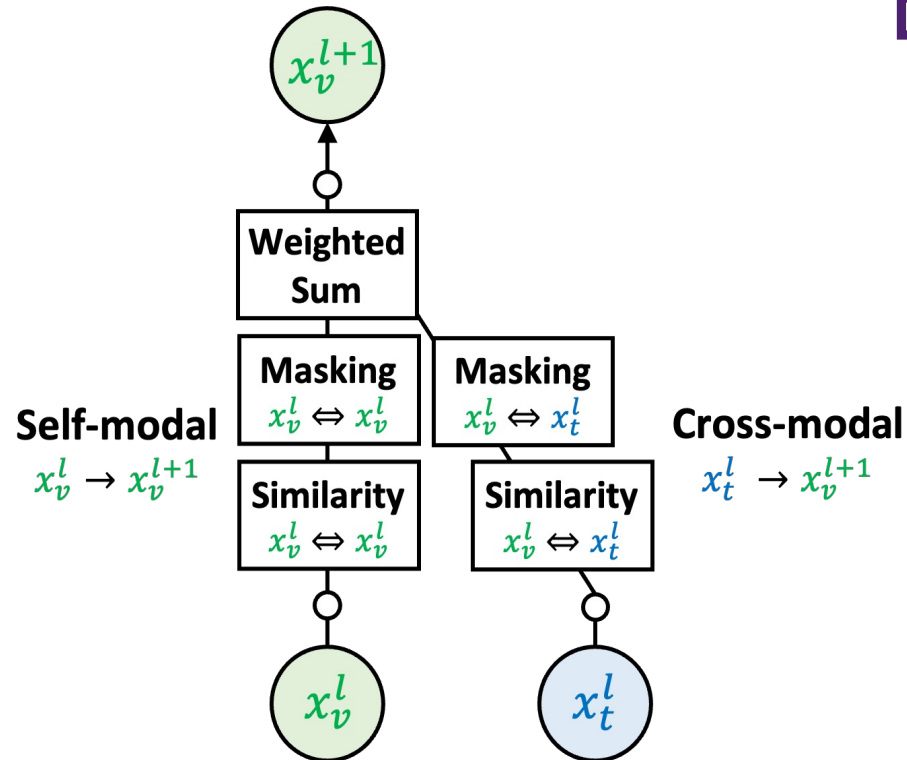 x_v^{l+1}
Weighted
Sum
Masking
x_v^l ⇔ x_v^l
Masking
x_v^l ⇔ x_t^l
Self-modal
x_v^l → x_v^{l+1}
Cross-modal
x_t^l → x_v^{l+1}
Similarity
x_v^l ⇔ x_v^l
Similarity
x_v^l ⇔ x_t^l
x_v^l
x_t^l